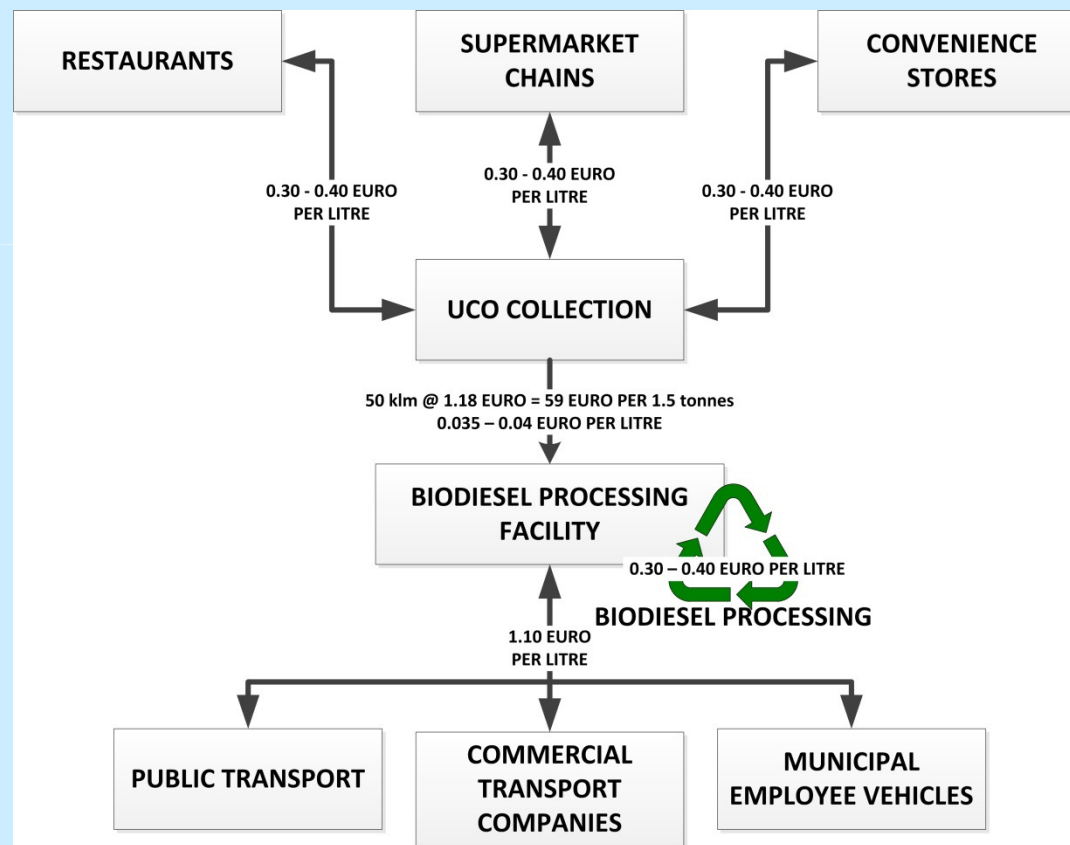 RESTAURANTS
SUPERMARKET
CHAINS
CONVENIENCE
STORES
0.30 - 0.40 EURO
PER LITRE
0.30 - 0.40 EURO
PER LITRE
0.30 - 0.40 EURO
PER LITRE
UCO COLLECTION
50 klm @ 1.18 EURO = 59 EURO PER 1.5 tonnes
0.035 – 0.04 EURO PER LITRE
BIODIESEL PROCESSING
FACILITY
0.30 – 0.40 EURO PER LITRE
BIODIESEL PROCESSING
1.10 EURO
PER LITRE
PUBLIC TRANSPORT
COMMERCIAL
TRANSPORT
COMPANIES
MUNICIPAL
EMPLOYEE VEHICLES